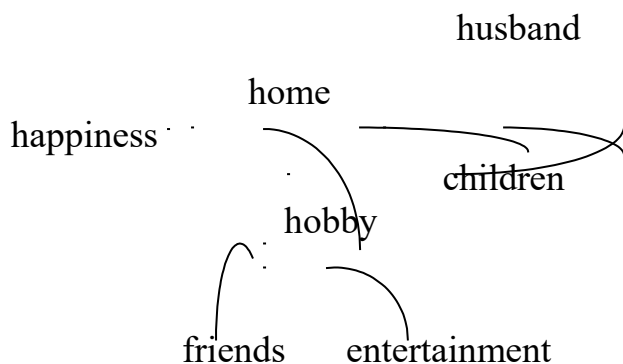 husband
home
happiness
children
hobby
friends
entertainment